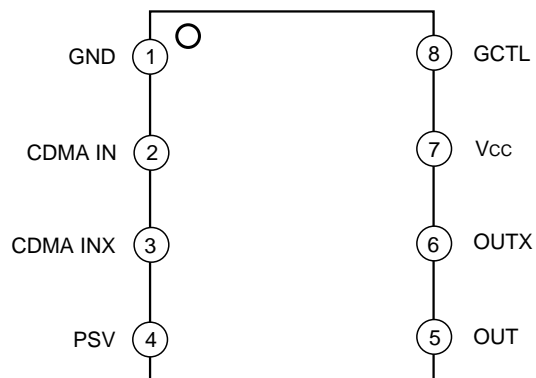 GND 1 8 GCTL
CDMA IN 2 7 Vcc
CDMA INX 3 6 OUTX
PSV 4 5 OUT